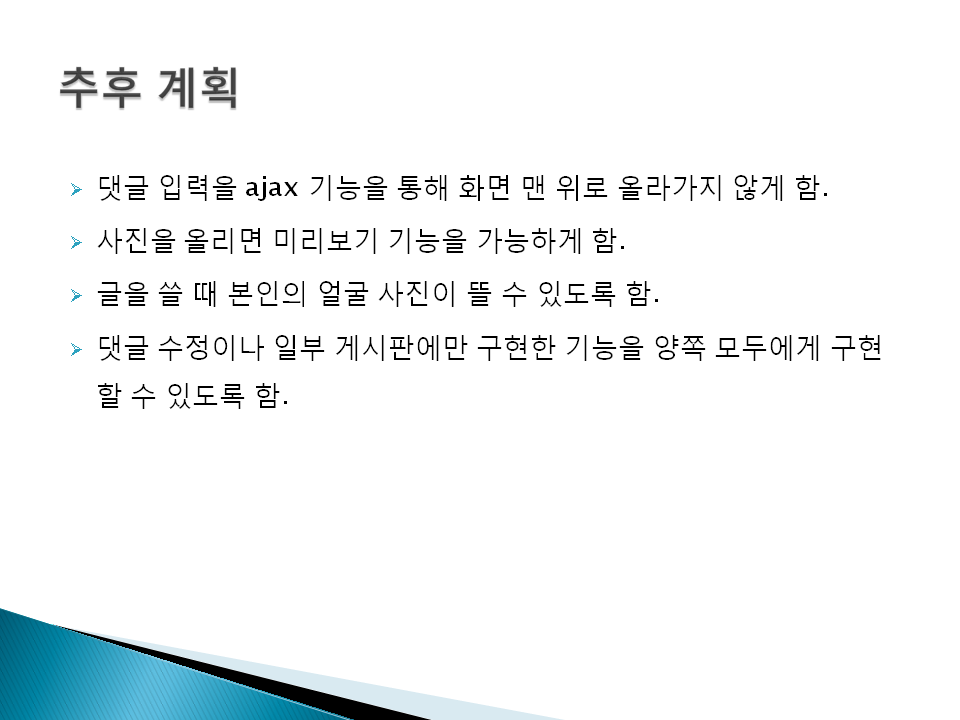 추후 계획
댓글 입력을 ajax 기능을 통해 화면 맨 위로 올라가지 않게 함.
사진을 올리면 미리보기 기능을 가능하게 함.
글을 쓸 때 본인의 얼굴 사진이 뜰 수 있도록 함.
댓글 수정이나 일부 게시판에만 구현한 기능을 양쪽 모두에게 구현
할 수 있도록 함.